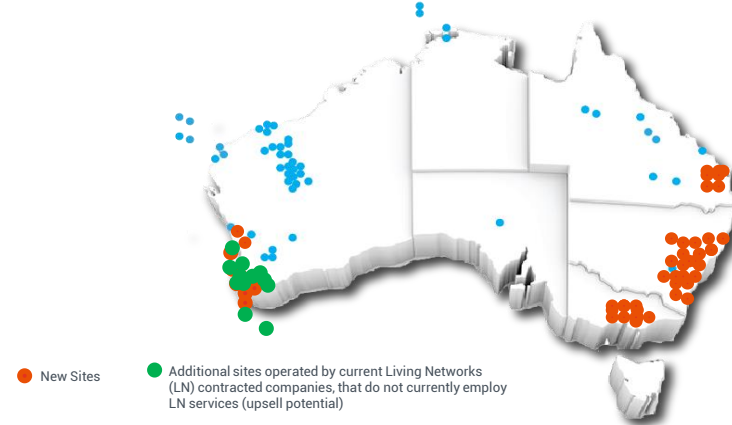 New Sites
Additional sites operated by current Living Networks
(LN) contracted companies, that do not currently employ
LN services (upsell potential)